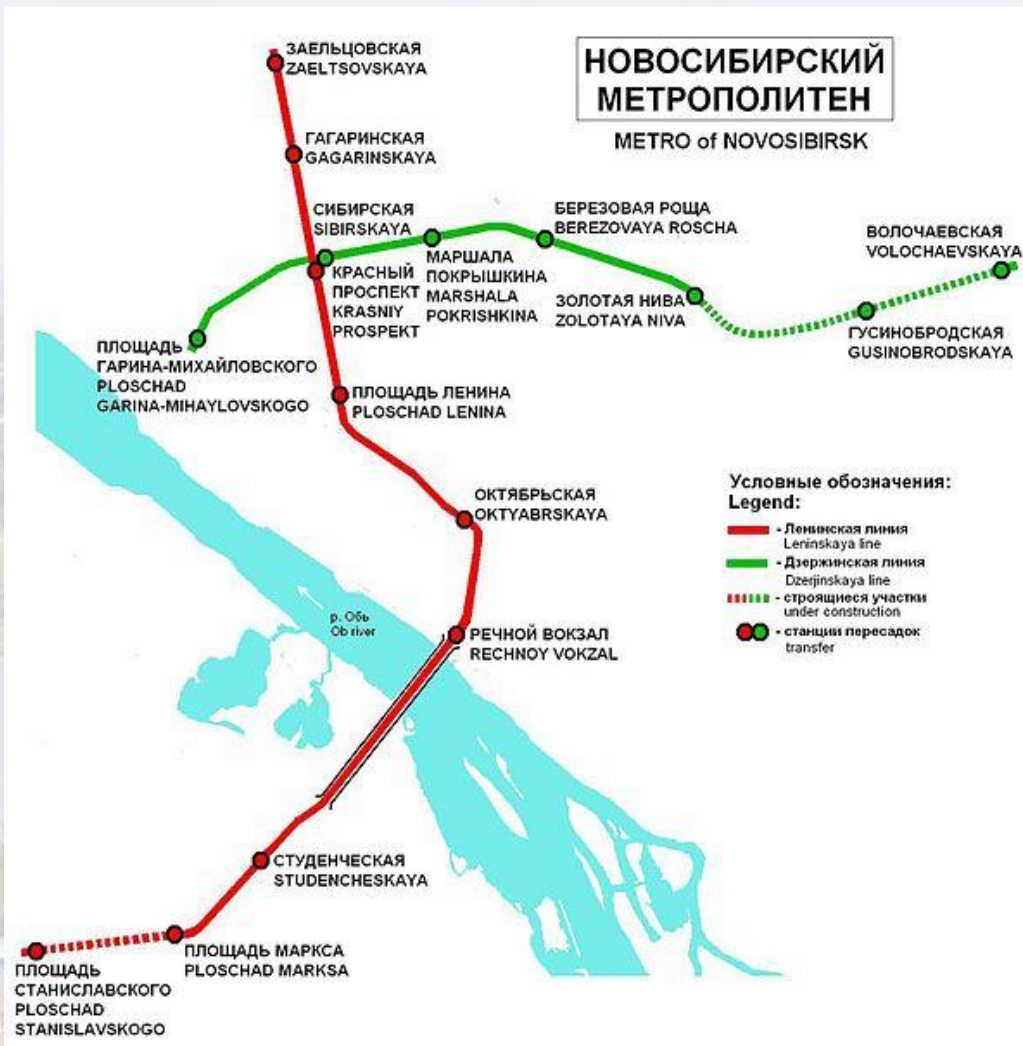 НОВОСИБИРСКИЙ
МЕТРОПОЛИТЕН
METRO of NOVOSIBIRSK
ЗАЕЛЬЦОВСКАЯ
ZAELTSOVSKAYA
ГАГАРИНСКАЯ
GAGARINSKAYA
СИБИРСКАЯ
SIBIRSKAYA
БЕРЕЗОВАЯ РОЩА
BEREZOVAYA ROSCHA
ВОЛОЧАЕВСКАЯ
VOLOCHAEVSKAYA
КРАСНЫЙ
ПРОСПЕКТ
KRASNIY
PROSPEKT
МАРШАЛА
ПОКРЫШКИНА
MARSHALA
POKRISHKINA
ЗОЛОТАЯ НИВА
ZOLOTAYA NIVA
ГУСИНОБРОДСКАЯ
GUSINOBRODSKAYA
ПЛОЩАДЬ
ГАРИНА-МИХАЙЛОВСКОГО
PLOSCHAD
GARINA-MIHAYLOVSKOGO
ПЛОЩАДЬ ЛЕНИНА
PLOSCHAD LENINA
ОКТЯБРЬСКАЯ
OKTYABRSKAYA
Условные обозначения:
Legend:
- Ленинская линия
Leninskaya line
- Дзержинская линия
Dzerjinskaya line
- строящиеся участки
under construction
- станции пересадок
transfer
р. Обь
Ob river
РЕЧНОЙ ВОКЗАЛ
RECHNOY VOKZAL
СТУДЕНЧЕСКАЯ
STUDENCHESKAYA
ПЛОЩАДЬ МАРКСА
PLOSCHAD MARKSA
ПЛОЩАДЬ
СТАНИСЛАВСКОГО
PLOSCHAD
STANISLAVSKOGO